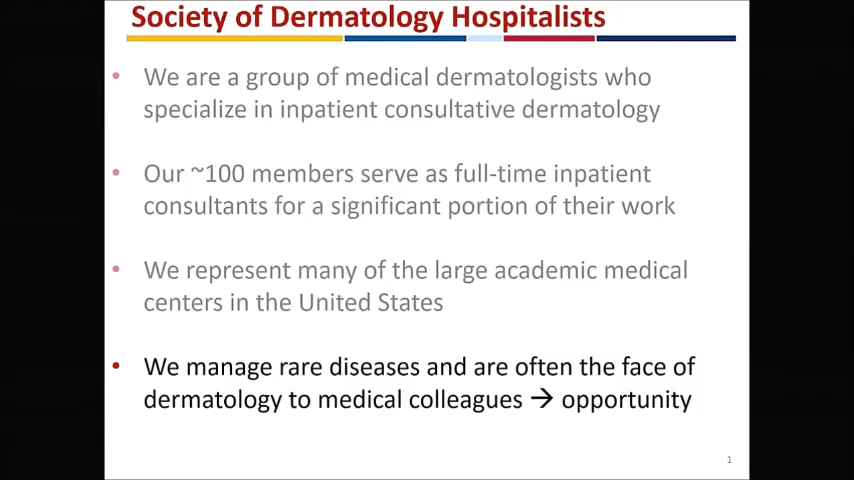 Society of Dermatology Hospitalists
• We are a group of medical dermatologists who
specialize in inpatient consultative dermatology
• Our ~100 members serve as full-time inpatient
consultants for a significant portion of their work
• We represent many of the large academic medical
centers in the United States
• We manage rare diseases and are often the face of
dermatology to medical colleagues → opportunity
1